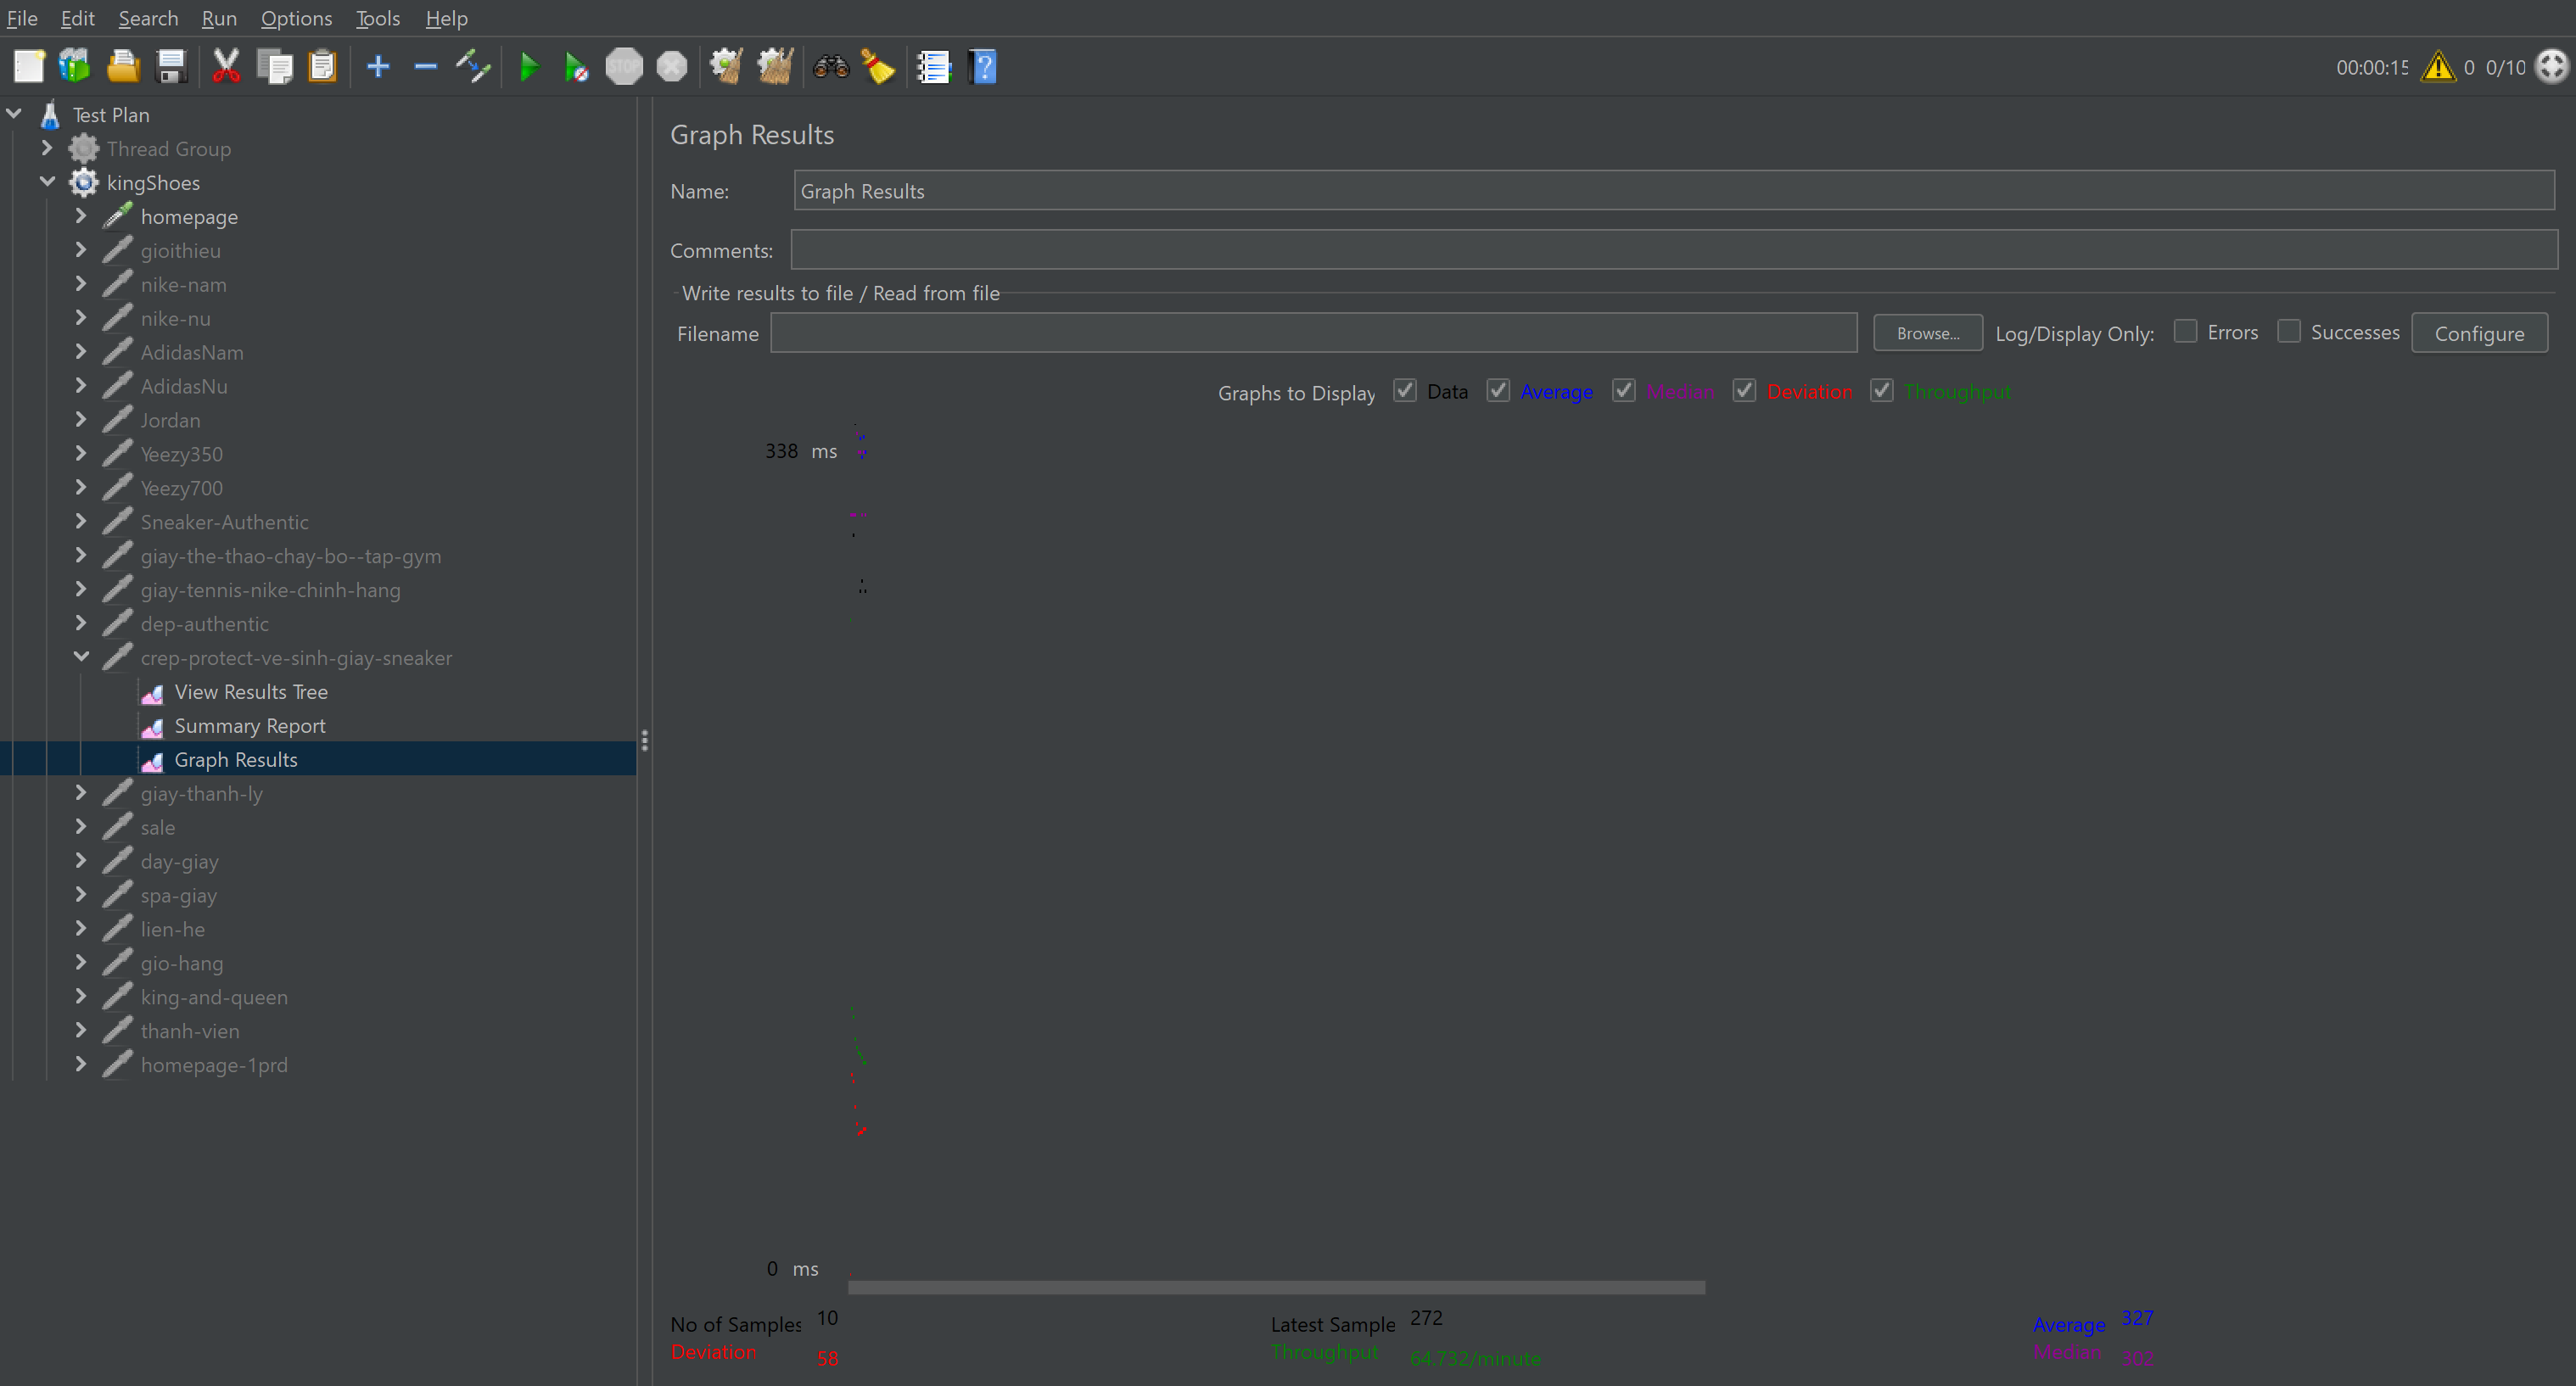 File Edit Search Run Options Tools Help
STOP
00:00:15 0 0/10
Test Plan
Thread Group
kingShoes
homepage
gioithieu
nike-nam
nike-nu
AdidasNam
AdidasNu
Jordan
Yeezy350
Yeezy700
Sneaker-Authentic
giay-the-thao-chay-bo--tap-gym
giay-tennis-nike-chinh-hang
dep-authentic
crep-protect-ve-sinh-giay-sneaker
View Results Tree
Summary Report
Graph Results
giay-thanh-ly
sale
day-giay
spa-giay
lien-he
gio-hang
king-and-queen
thanh-vien
homepage-1prd
Graph Results
Name: Graph Results
Comments:
Write results to file / Read from file
Filename Browse... Log/Display Only: Errors Successes Configure
Graphs to Display Data Average Median Deviation Throughput
338 ms
0 ms
No of Samples 10 Latest Sample 272 Average 327
Deviation 58 Throughput 64.732/minute Median 302